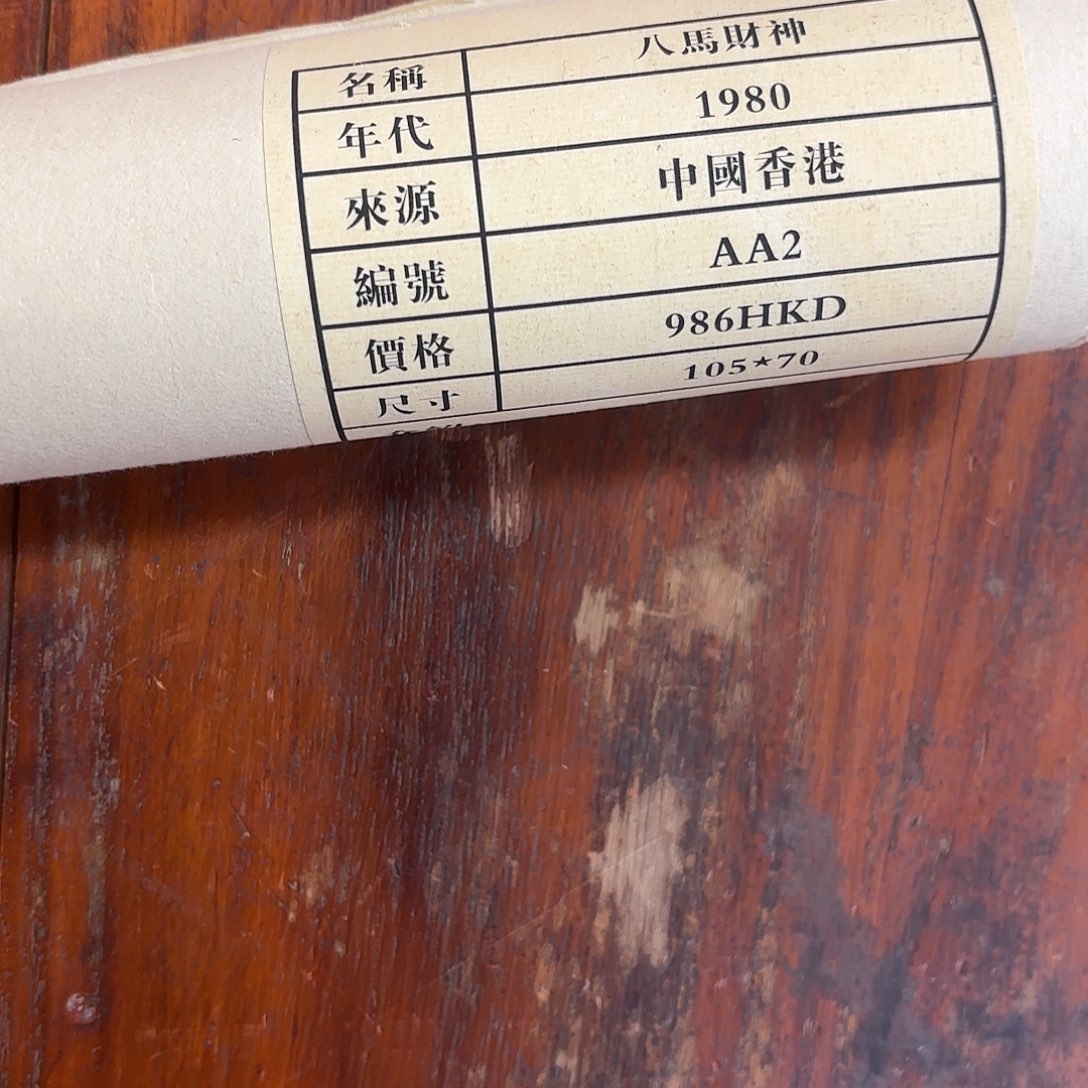 名稱 八馬財神
年代 1980
來源 中國香港
編號 AA2
價格 986HKD
尺寸 105*70